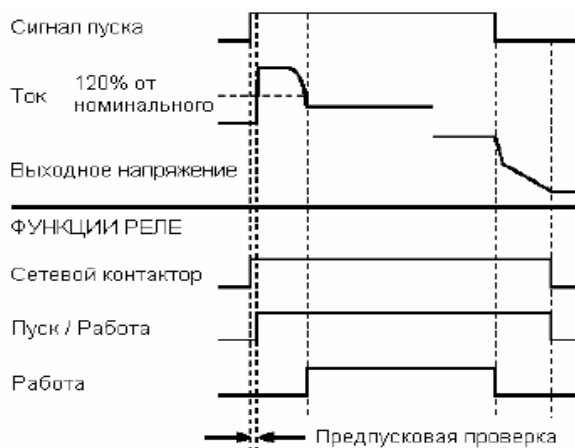 Сигнал пуска
Ток
120% от
номинального
Выходное напряжение
ФУНКЦИИ РЕЛЕ
Сетевой контактор
Пуск / Работа
Работа
Предпусковая проверка